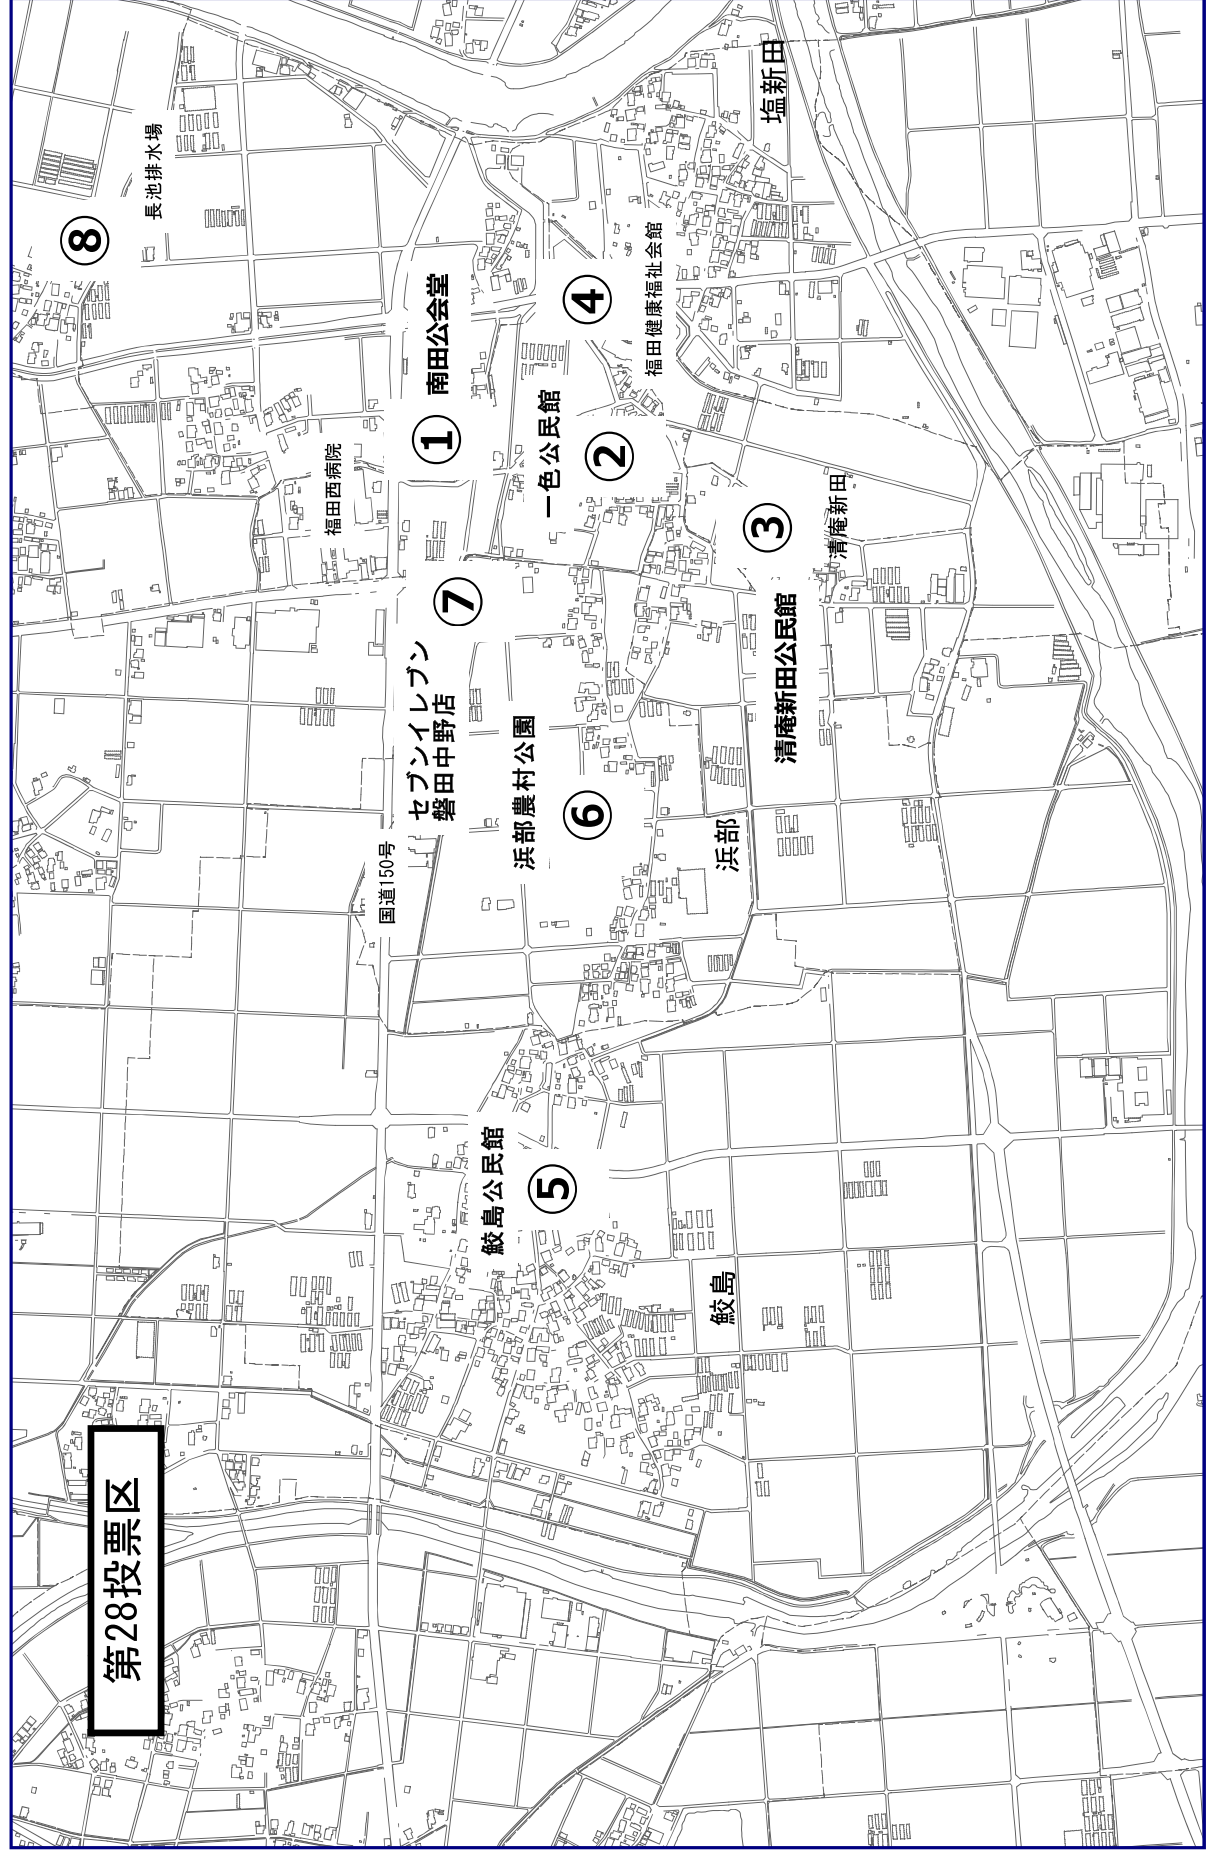 第28投票区
⑧
長池排水場
福田西病院
国道150号
①
南田公会堂
⑦
セブンイレブン
磐田中野店
一色公民館
②
④
福田健康福祉会館
塩新田
③
清庵新田
清庵新田公民館
浜部農村公園
⑥
浜部
鮫島公民館
⑤
鮫島